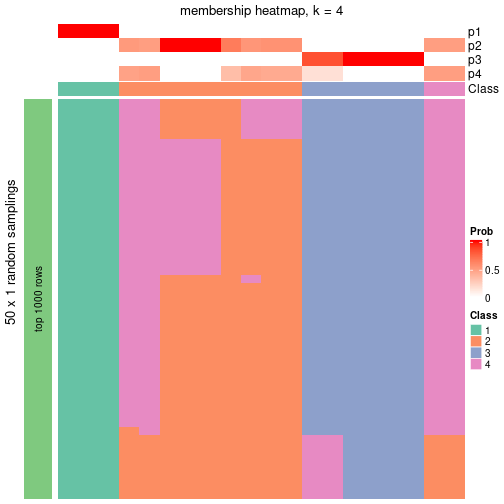 membership heatmap, k = 4
p1
p2
p3
p4
Class
50 x 1 random samplings
top 1000 rows
Prob
1
0.5
0
Class
1
2
3
4